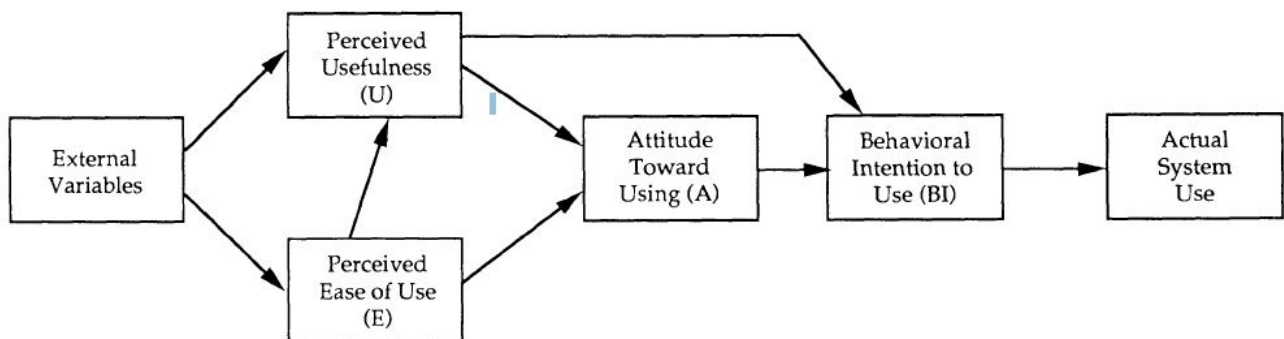 External
Variables
Perceived
Usefulness
(U)
Perceived
Ease of Use
(E)
Attitude
Toward
Using (A)
Behavioral
Intention to
Use (BI)
Actual
System
Use